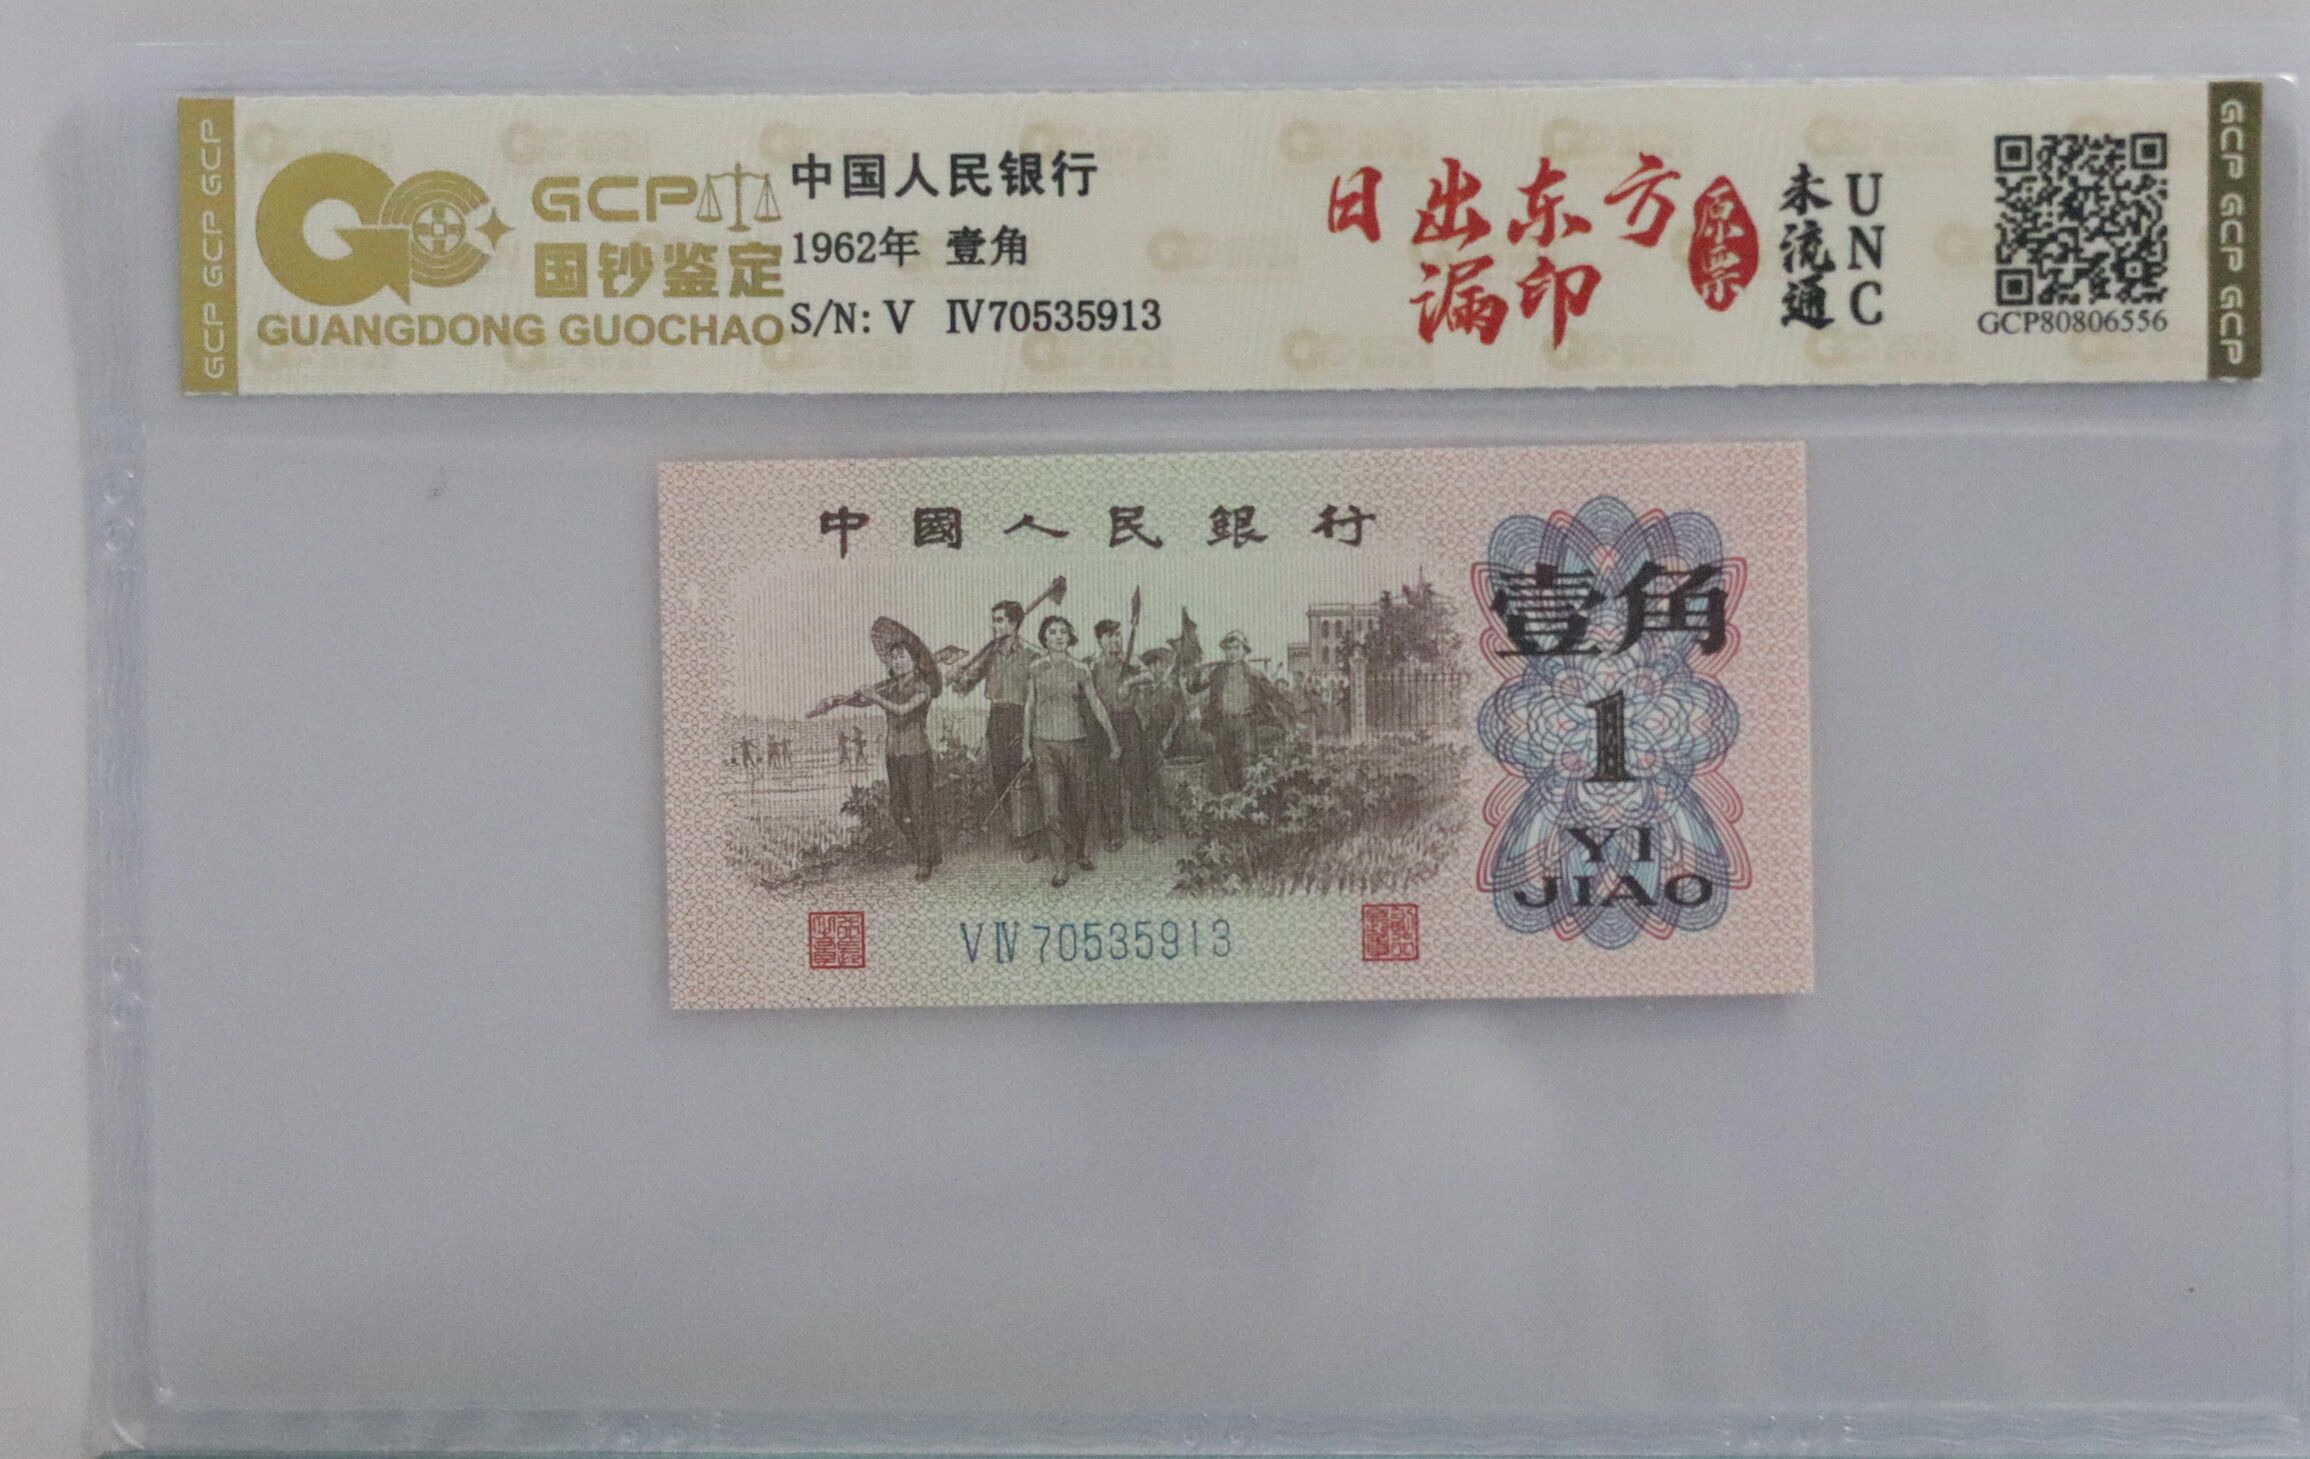 GCP GCP GCP
GCP
国钞鉴定
GUANGDONG GUOCHAO
中国人民银行
1962年 壹角
S/N: V Ⅳ70535913
日出东方
漏印
原票
未流通
UNC
GCP80806556
GCP GCP GCP
中國人民銀行
壹角
1
YI
JIAO
V Ⅳ 70535913